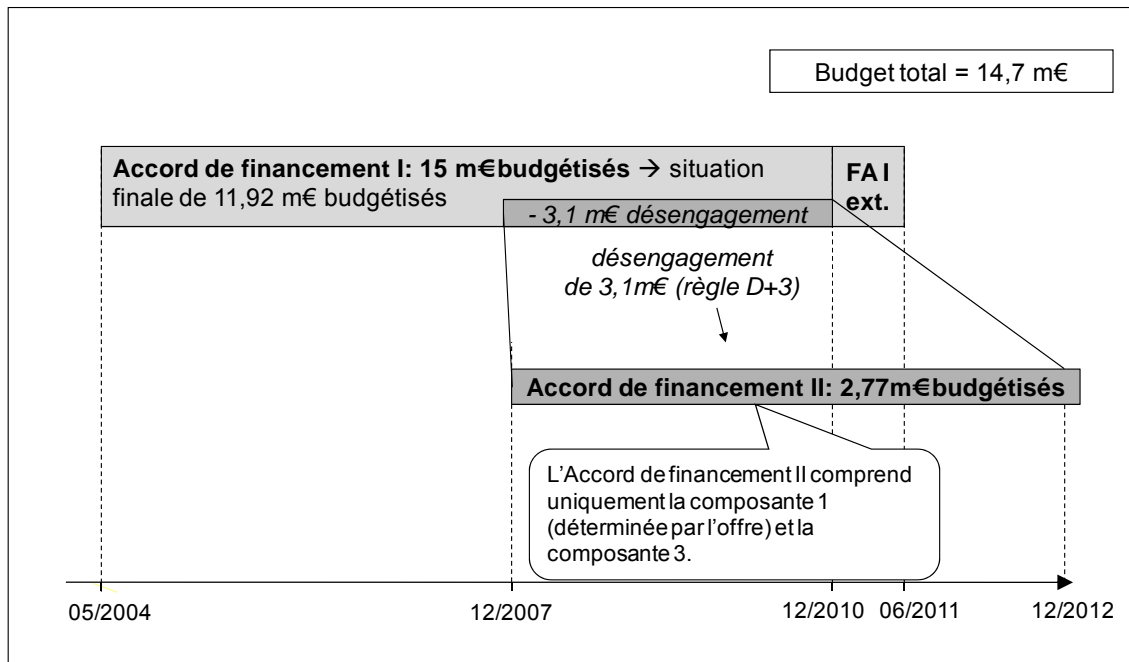 Budget total = 14,7 m€
Accord de financement I: 15 m€ budgétisés → situation
finale de 11,92 m€ budgétisés
FA I
ext.
- 3,1 m€ désengagement
désengagement
de 3,1m€ (règle D+3)
Accord de financement II: 2,77m€ budgétisés
L'Accord de financement II comprend
uniquement la composante 1
(déterminée par l'offre) et la
composante 3.
05/2004 12/2007 12/2010 06/2011 12/2012